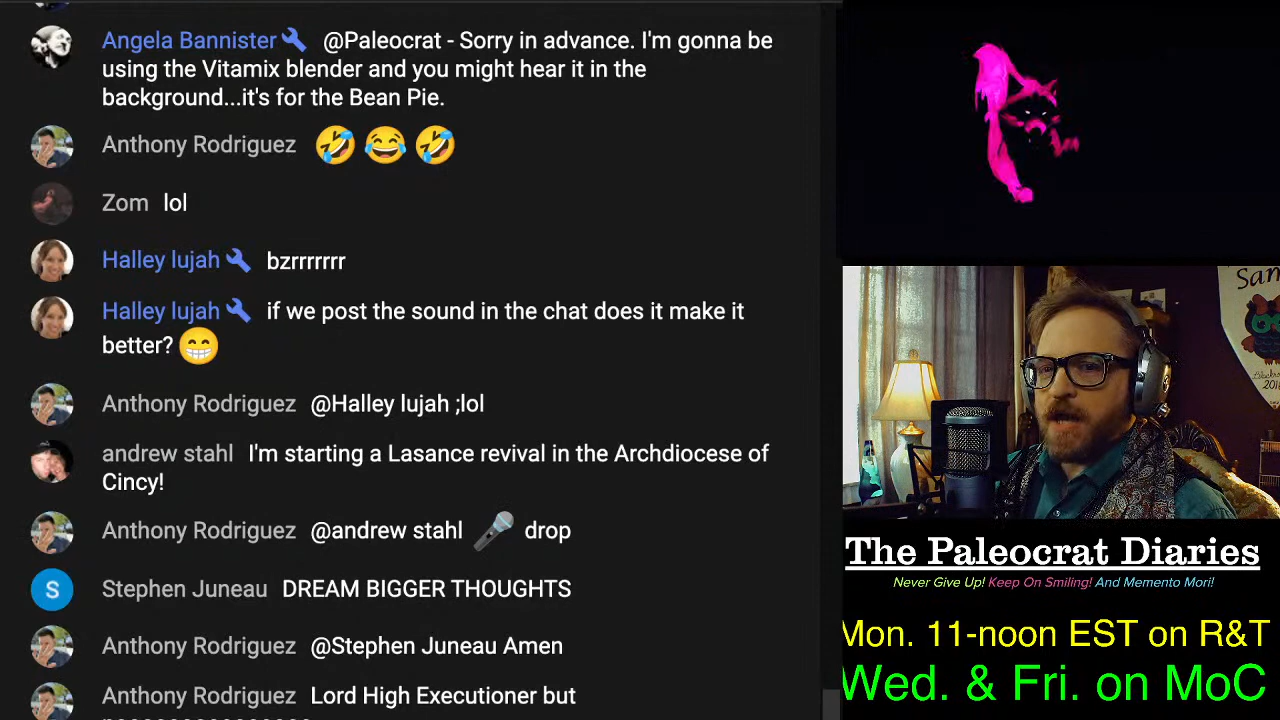 Angela Bannister @Paleocrat - Sorry in advance. I'm gonna be
using the Vitamix blender and you might hear it in the
background...it's for the Bean Pie.
Anthony Rodriguez 🤣😂🤣
Zom lol
Halley lujah bzrrrrrrr
Halley lujah if we post the sound in the chat does it make it
better? 😁
Anthony Rodriguez @Halley lujah ;lol
andrew stahl I'm starting a Lasance revival in the Archdiocese of
Cincy!
Anthony Rodriguez @andrew stahl 🎤 drop
S Stephen Juneau DREAM BIGGER THOUGHTS
Anthony Rodriguez @Stephen Juneau Amen
Anthony Rodriguez Lord High Executioner but
The Paleocrat Diaries
Never Give Up! Keep On Smiling! And Memento Mori!
Mon. 11-noon EST on R&T
Wed. & Fri. on MoC